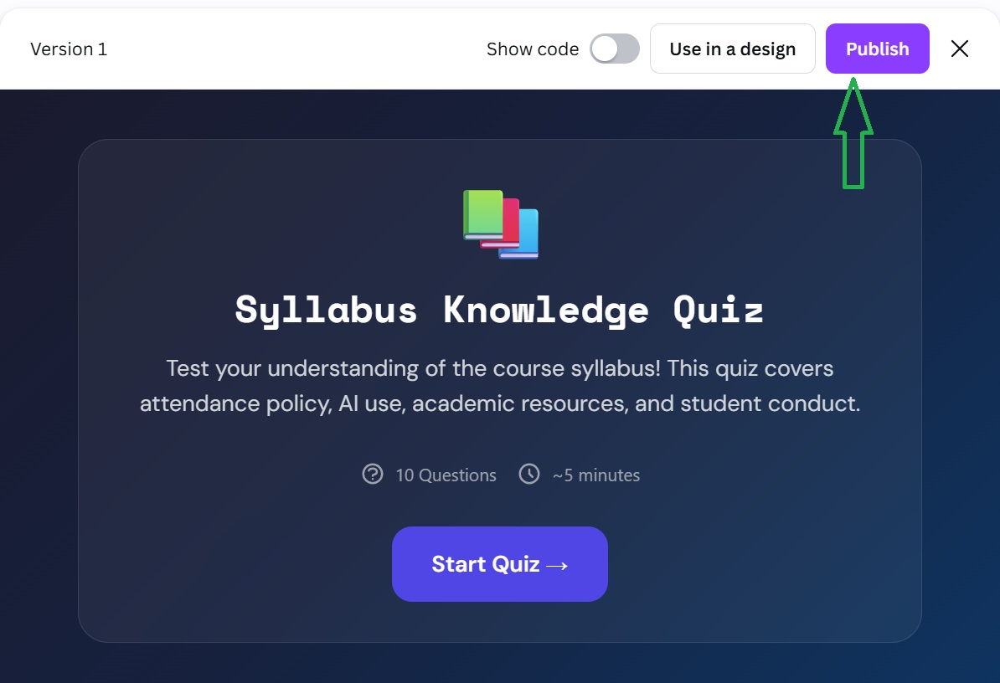 Version 1
Show code
Use in a design
Publish
Syllabus Knowledge Quiz
Test your understanding of the course syllabus! This quiz covers
attendance policy, AI use, academic resources, and student conduct.
10 Questions
~5 minutes
Start Quiz →